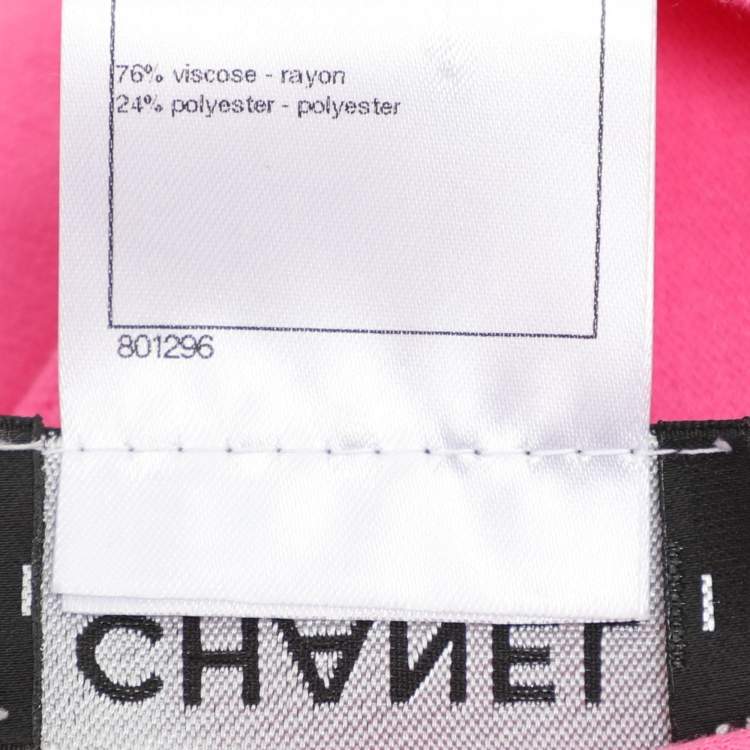 76% viscose - rayon
24% polyester - polyester
801296
CHANEL